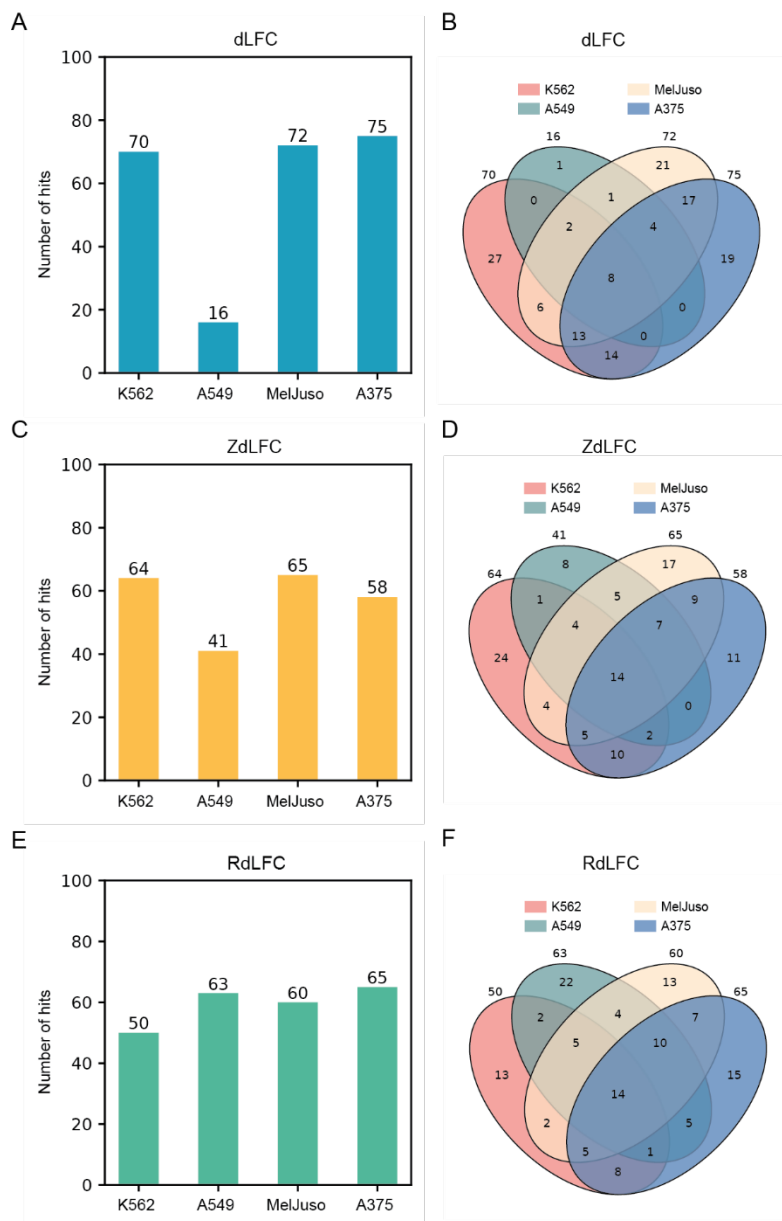 A
dLFC
Number of hits
100
80
60
40
20
0
70
16
72
75
K562 A549 MelJuso A375
B
dLFC
K562 MelJuso
A549 A375
16 72
70 75
1 21
0 1 17
2 4
27 8 19
6 0
13 0
14
C
ZdLFC
Number of hits
100
80
60
40
20
0
64
41
65
58
K562 A549 MelJuso A375
D
ZdLFC
K562 MelJuso
A549 A375
41 65
64 58
8 17
1 5 9
4 7
24 14 11
4 0
5 2
10
E
RdLFC
Number of hits
100
80
60
40
20
0
50
63
60
65
K562 A549 MelJuso A375
F
RdLFC
K562 MelJuso
A549 A375
63 60
50 65
22 13
2 4 7
5 10
13 14 15
2 5
5 1
8